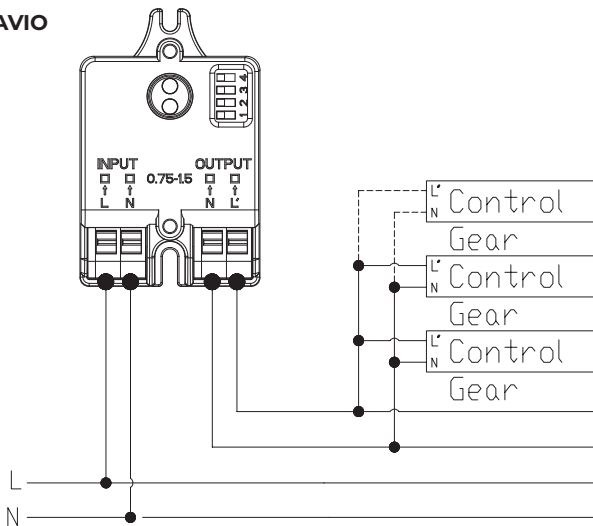 AVIO
1 2 3 4
INPUT OUTPUT
0.75-1.5
L N N L'
L' Control
N Gear
L' Control
N Gear
L' Control
N Gear
L
N